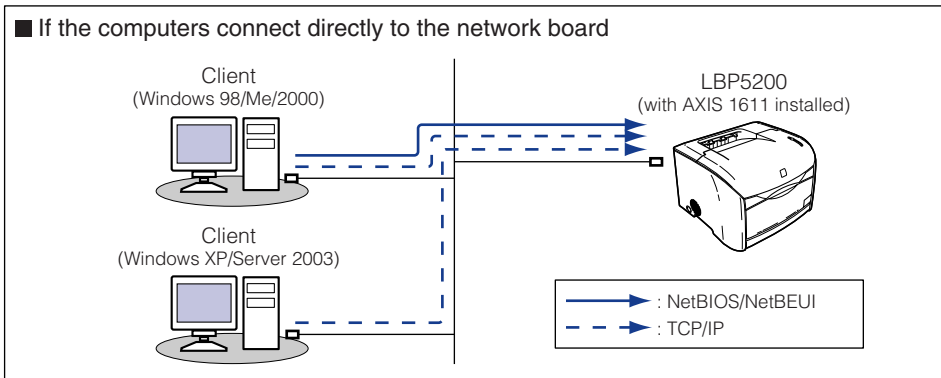 ■ If the computers connect directly to the network board
Client
(Windows 98/Me/2000)
LBP5200
(with AXIS 1611 installed)
Client
(Windows XP/Server 2003)
: NetBIOS/NetBEUI
: TCP/IP